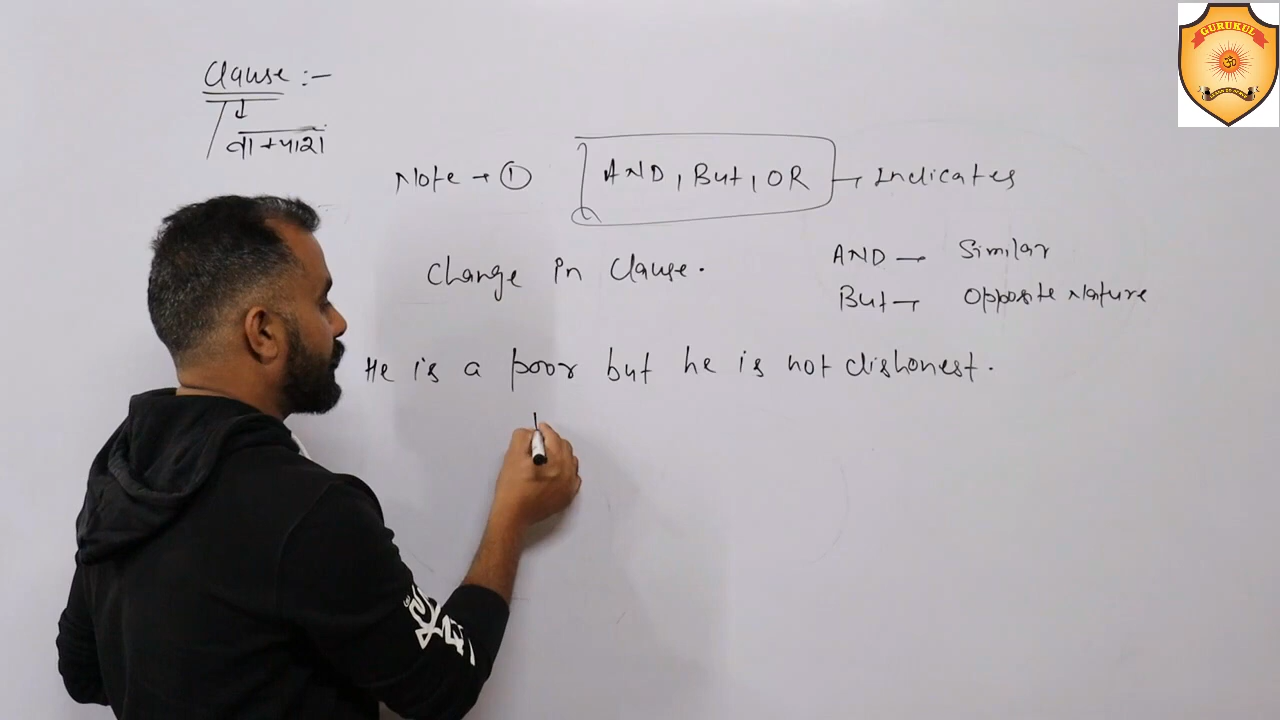 Clause :-
वाक्यांश
Note → ① AND, But, OR → Indicates
Change in Clause.
AND — Similar
But → Opposite Nature
He is a poor but he is not dishonest.
GURUKUL
ॐ